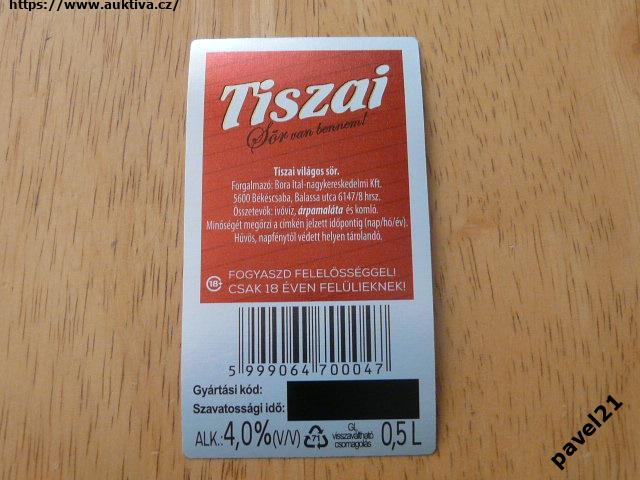 https://www.auktiva.cz/
Tiszai
Sör van bennem!
Tiszai világos sör.
Forgalmazó: Bora Ital-nagykereskedelmi Kft.
5600 Békéscsaba, Balassa utca 6147/8 hrsz.
Összetevők: ivóvíz, árpamaláta és komló.
Minőségét megőrzi a címkén jelzett időpontig (nap/hó/év).
Hűvös, napfénytől védett helyen tárolandó.
18+ FOGYASZD FELELŐSSÉGGEL!
CSAK 18 ÉVEN FELÜLIEKNEK!
5 999064 700047
Gyártási kód:
Szavatossági idő:
ALK.: 4,0% (V/V) 71 GL visszaváltható csomagolás 0,5 L
pavel21